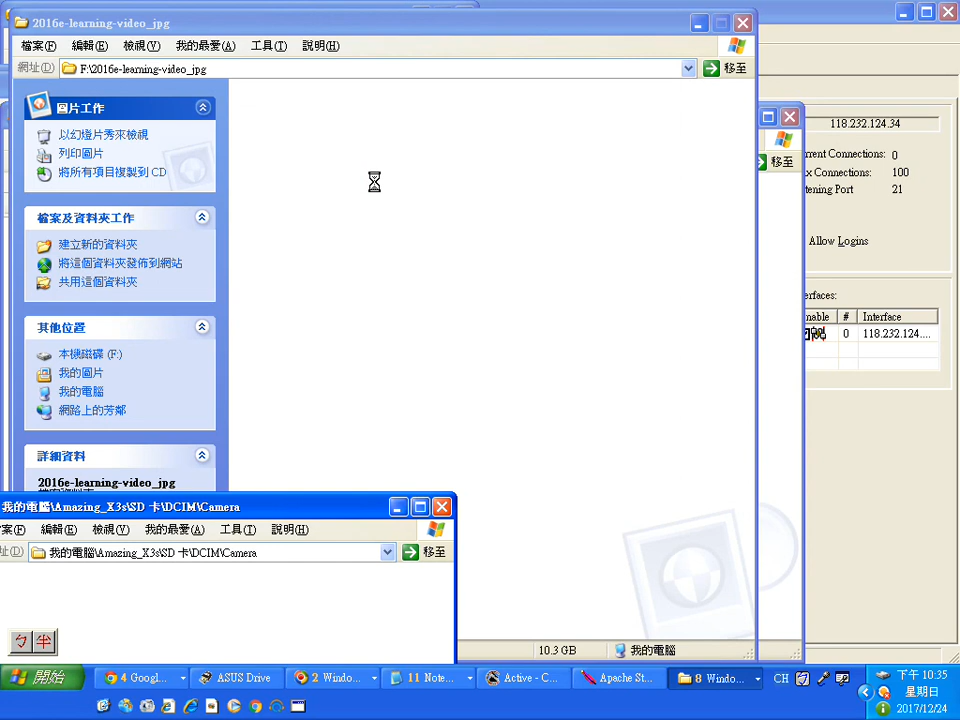 2016e-learning-video_jpg
檔案(F) 編輯(E) 檢視(V) 我的最愛(A) 工具(T) 說明(H)
網址(D) F:\2016e-learning-video_jpg 移至
圖片工作
以幻燈片秀來檢視
列印圖片
將所有項目複製到 CD
檔案及資料夾工作
建立新的資料夾
將這個資料夾發佈到網站
共用這個資料夾
其他位置
本機磁碟 (F:)
我的圖片
我的電腦
網路上的芳鄰
詳細資料
2016e-learning-video_jpg
移至
118.232.124.34
rrent Connections: 0
x Connections: 100
tening Port 21
Allow Logins
erfaces:
nable # Interface
0 118.232.124....
我的電腦\Amazing_X3s\SD 卡\DCIM\Camera
案(F) 編輯(E) 檢視(V) 我的最愛(A) 工具(T) 說明(H)
址(D) 我的電腦\Amazing_X3s\SD 卡\DCIM\Camera 移至
ㄅ 半
10.3 GB 我的電腦
開始 4 Googl... ASUS Drive 2 Windo... 11 Note... Active - C... Apache St... 8 Windo... CH
下午 10:35
星期日
2017/12/24